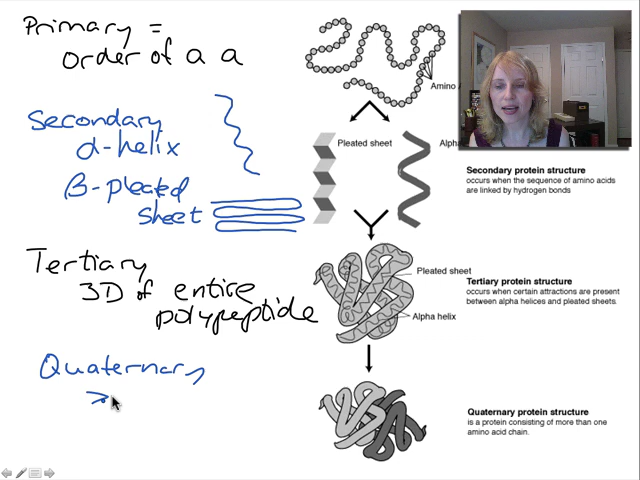 Primary =
order of a a
Secondary
α-helix
β-pleated
sheet
Tertiary
3D of entire
polypeptide
Quaternary
Amino
Pleated sheet
Alpha
Secondary protein structure
occurs when the sequence of amino acids
are linked by hydrogen bonds
Pleated sheet
Alpha helix
Tertiary protein structure
occurs when certain attractions are present
between alpha helices and pleated sheets.
Quaternary protein structure
is a protein consisting of more than one
amino acid chain.